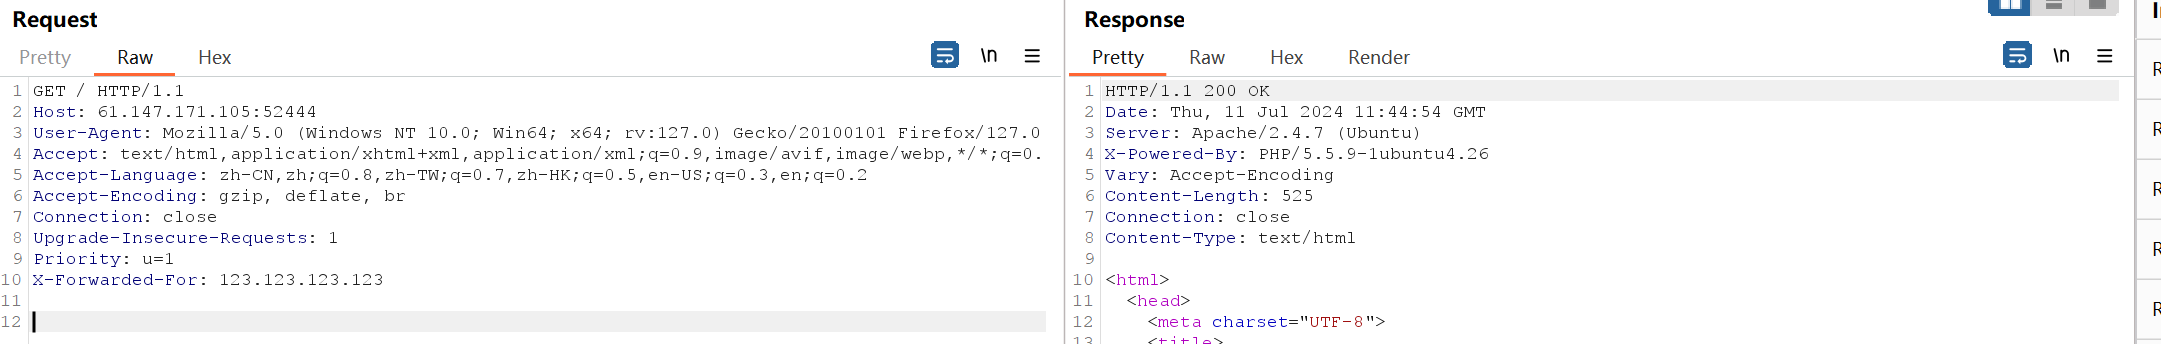 Request
Pretty Raw Hex \n
1 GET / HTTP/1.1
2 Host: 61.147.171.105:52444
3 User-Agent: Mozilla/5.0 (Windows NT 10.0; Win64; x64; rv:127.0) Gecko/20100101 Firefox/127.0
4 Accept: text/html,application/xhtml+xml,application/xml;q=0.9,image/avif,image/webp,*/*;q=0.
5 Accept-Language: zh-CN,zh;q=0.8,zh-TW;q=0.7,zh-HK;q=0.5,en-US;q=0.3,en;q=0.2
6 Accept-Encoding: gzip, deflate, br
7 Connection: close
8 Upgrade-Insecure-Requests: 1
9 Priority: u=1
10 X-Forwarded-For: 123.123.123.123
11
12
Response
Pretty Raw Hex Render \n
1 HTTP/1.1 200 OK
2 Date: Thu, 11 Jul 2024 11:44:54 GMT
3 Server: Apache/2.4.7 (Ubuntu)
4 X-Powered-By: PHP/5.5.9-1ubuntu4.26
5 Vary: Accept-Encoding
6 Content-Length: 525
7 Connection: close
8 Content-Type: text/html
9
10 <html>
11 <head>
12 <meta charset="UTF-8">
13 <title>